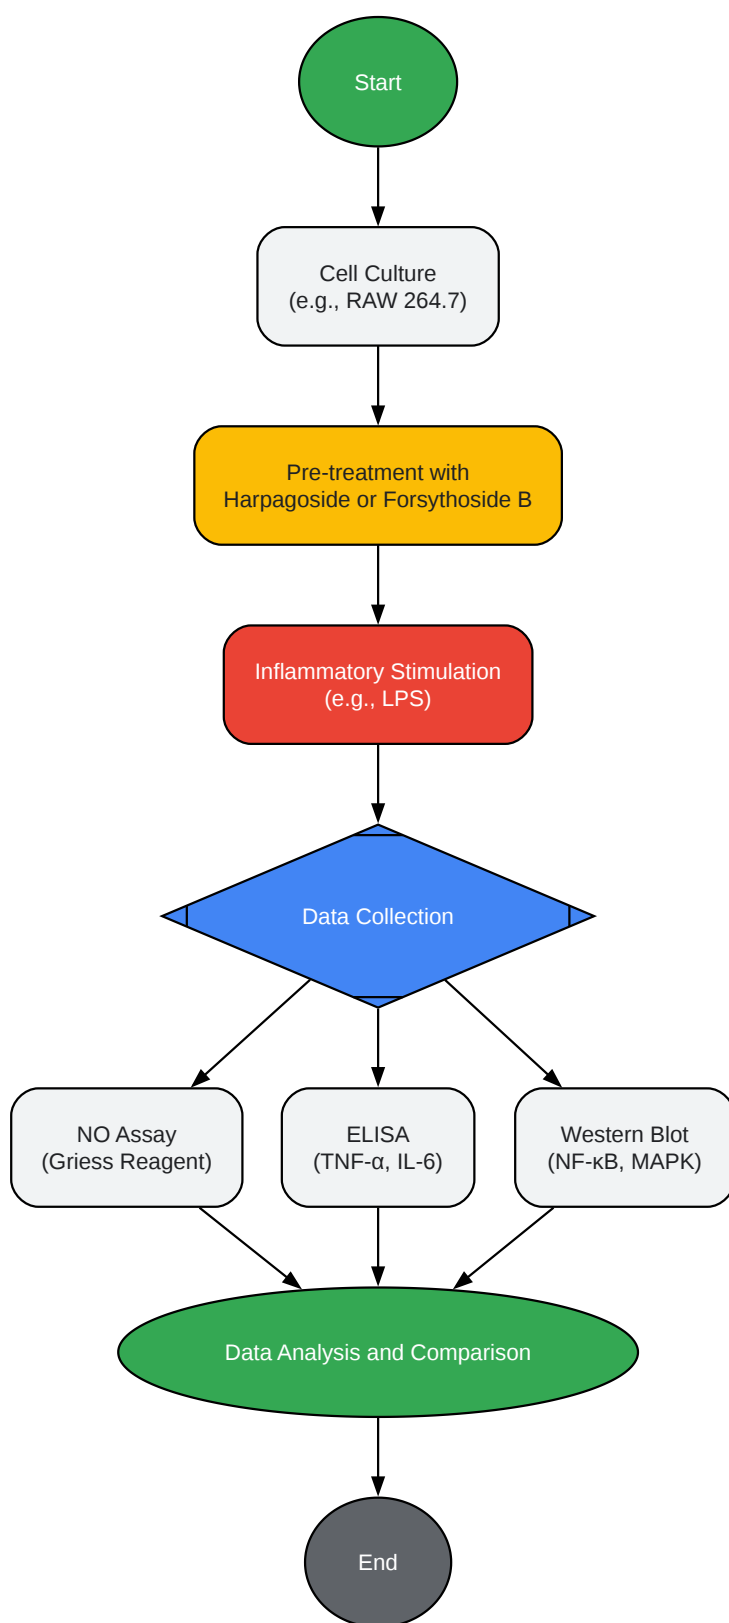 Start
Cell Culture
(e.g., RAW 264.7)
Pre-treatment with
Harpagoside or Forsythoside B
Inflammatory Stimulation
(e.g., LPS)
Data Collection
NO Assay
(Griess Reagent)
ELISA
(TNF-α, IL-6)
Western Blot
(NF-κB, MAPK)
Data Analysis and Comparison
End